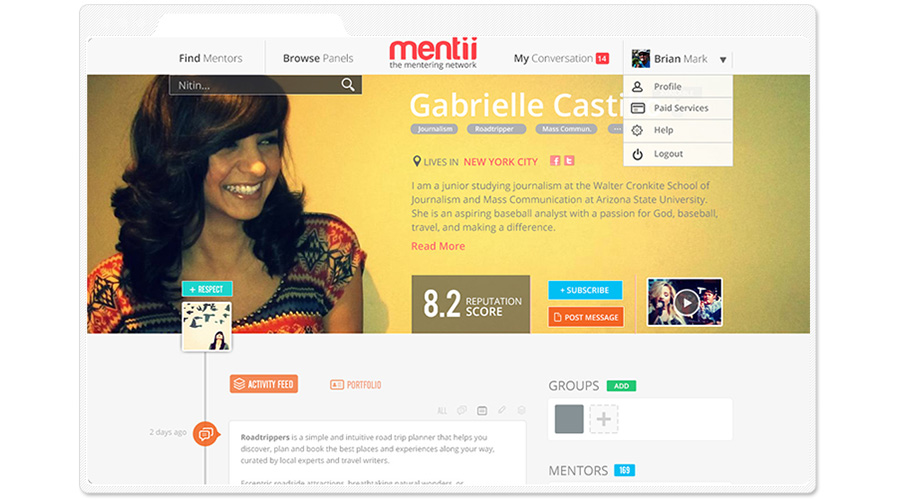 Find Mentors
Browse Panels
mentii
the mentering network
My Conversation 14
Brian Mark
Nitin...
Profile
Paid Services
Help
Logout
Gabrielle Casti
Journalism
Roadtripper
Mass Commun.
...
LIVES IN NEW YORK CITY
I am a junior studying journalism at the Walter Cronkite School of
Journalism and Mass Communication at Arizona State University.
She is an aspiring baseball analyst with a passion for God, baseball,
travel, and making a difference.
Read More
+ RESPECT
8.2 REPUTATION
SCORE
+ SUBSCRIBE
POST MESSAGE
ACTIVITY FEED
PORTFOLIO
GROUPS ADD
ALL
2 days ago
Roadtrippers is a simple and intuitive road trip planner that helps you
discover, plan and book the best places and experiences along your way,
curated by local experts and travel writers.
Eccentric roadside attractions, breathtaking natural wonders, or
MENTORS 169